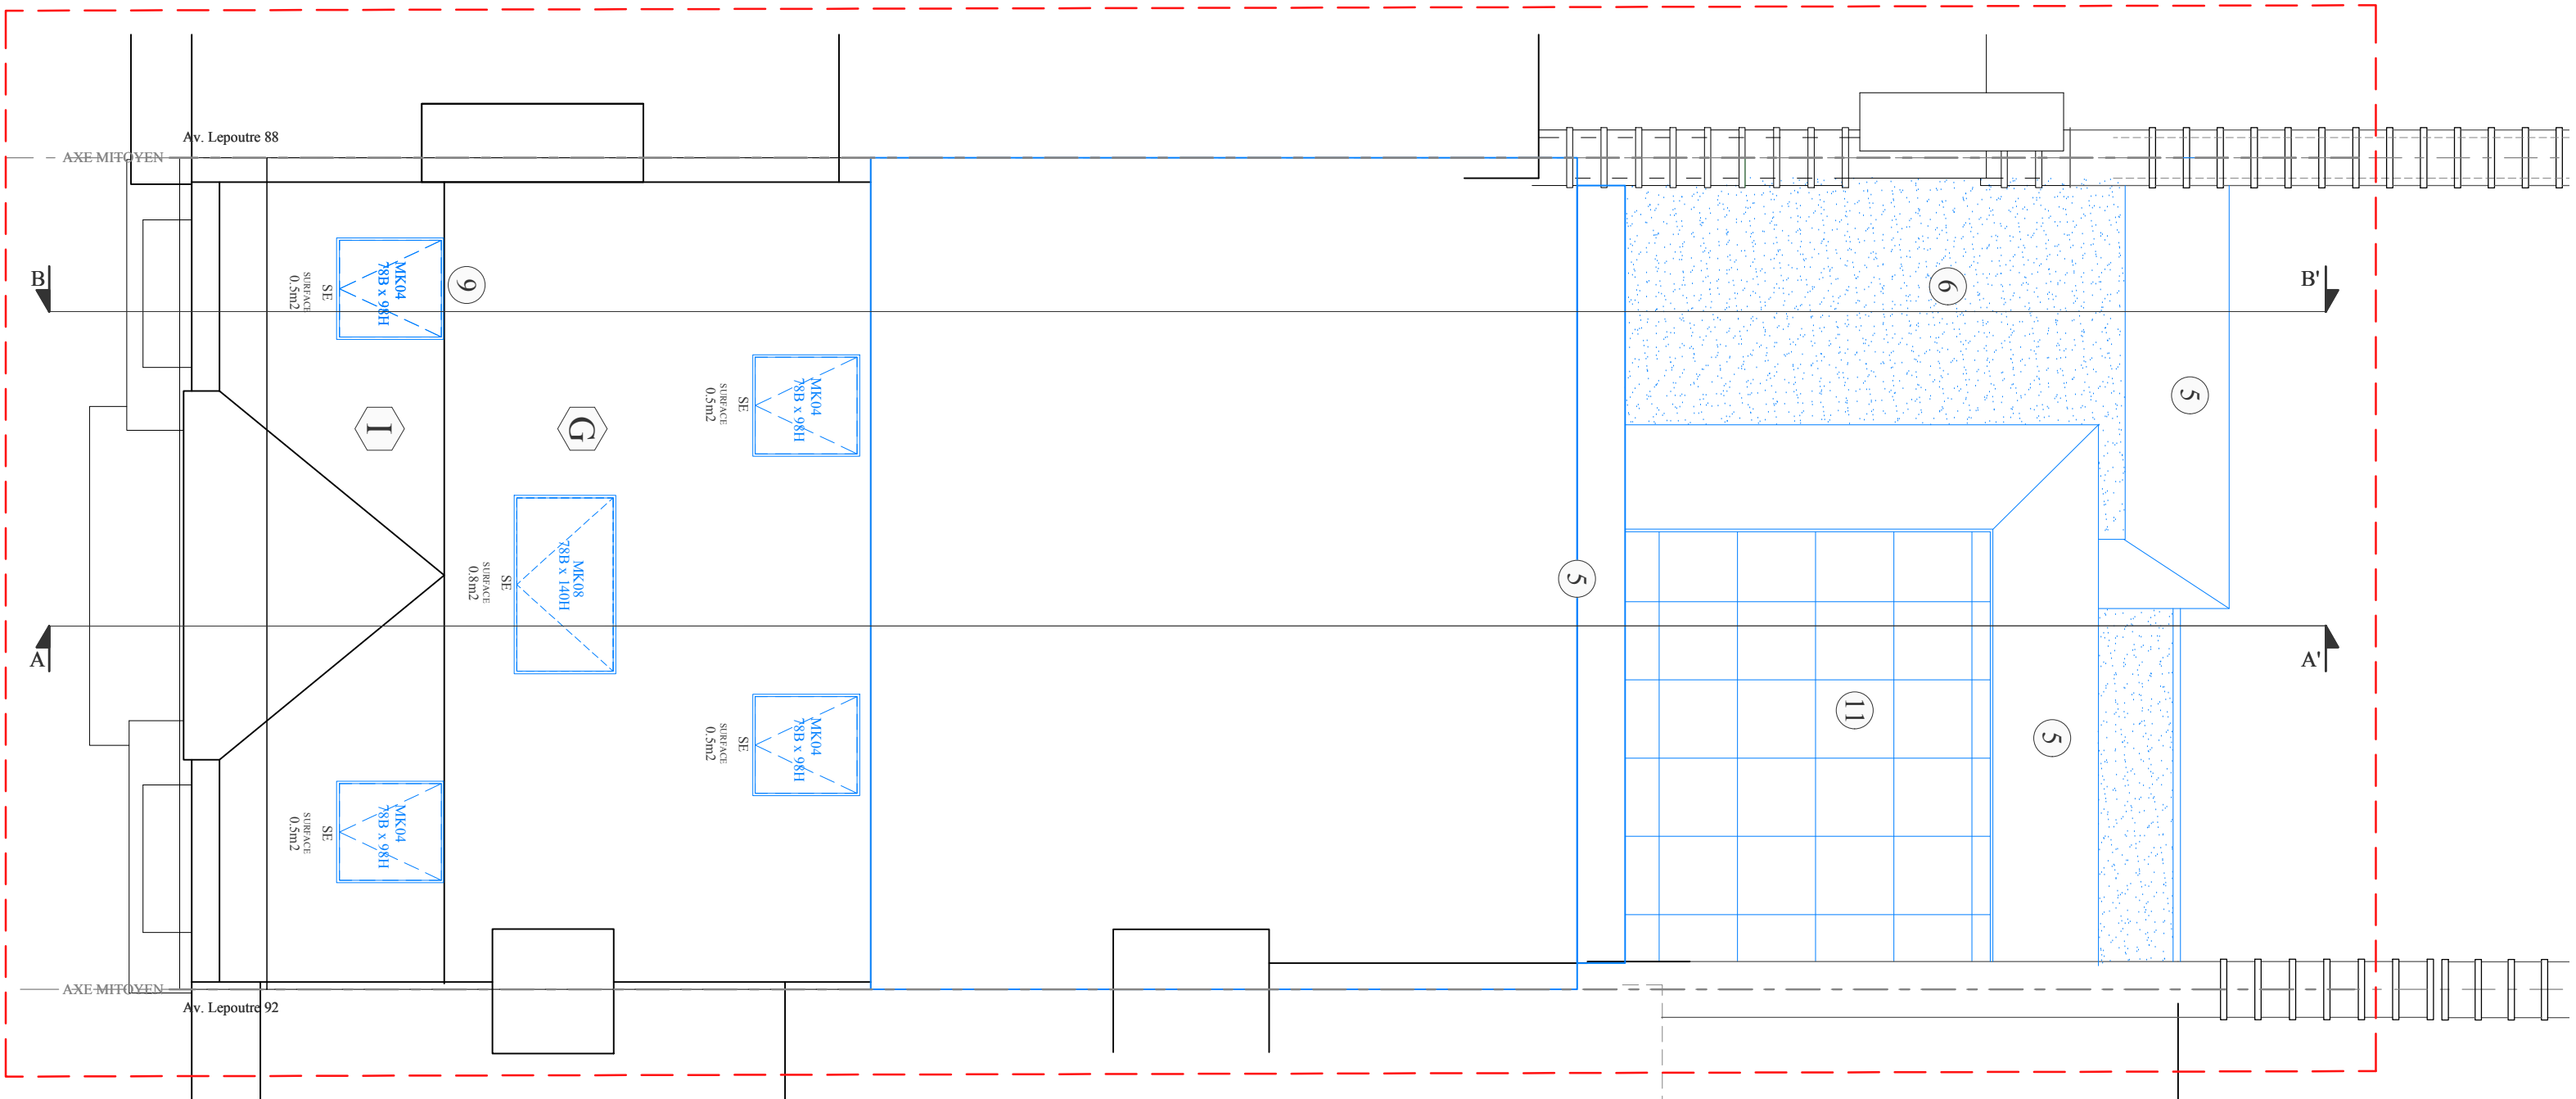 Av. Lepoutre 88
AXE MITOYEN
B
B'
MK04
78B x 98H
SE
SURFACE
0.5m2
9
6
5
MK04
78B x 98H
SE
SURFACE
0.5m2
I
G
MK08
78B x 140H
SE
SURFACE
0.8m2
5
A
A'
MK04
78B x 98H
SE
SURFACE
0.5m2
11
5
MK04
78B x 98H
SE
SURFACE
0.5m2
AXE MITOYEN
Av. Lepoutre 92